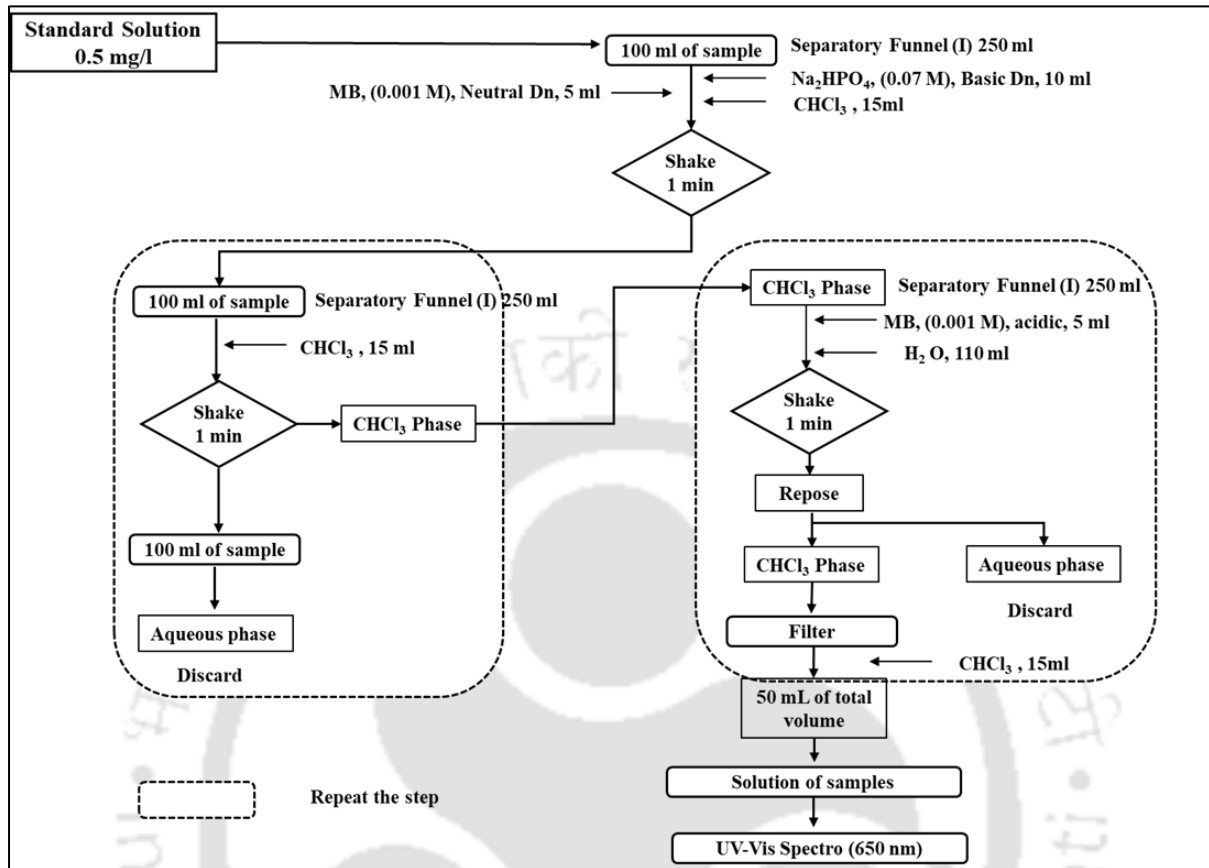 Standard Solution
0.5 mg/l
100 ml of sample
Separatory Funnel (I) 250 ml
MB, (0.001 M), Neutral Dn, 5 ml
Na₂HPO₄, (0.07 M), Basic Dn, 10 ml
CHCl₃ , 15ml
Shake
1 min
100 ml of sample
Separatory Funnel (I) 250 ml
CHCl₃ , 15 ml
Shake
1 min
CHCl₃ Phase
100 ml of sample
Aqueous phase
Discard
CHCl₃ Phase
Separatory Funnel (I) 250 ml
MB, (0.001 M), acidic, 5 ml
H₂ O, 110 ml
Shake
1 min
Repose
CHCl₃ Phase
Aqueous phase
Discard
Filter
CHCl₃ , 15ml
50 mL of total
volume
Solution of samples
UV-Vis Spectro (650 nm)
Repeat the step